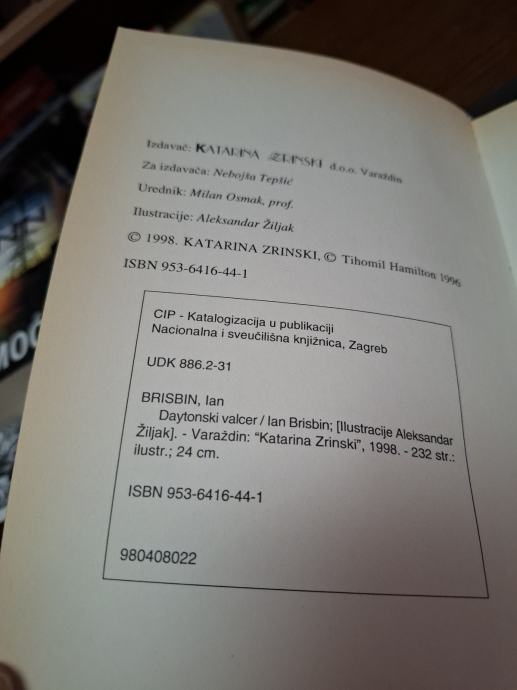 Izdavač: KATARINA ZRINSKI d.o.o. Varaždin
Za izdavača: Nebojša Tepšić
Urednik: Milan Osmak, prof.
Ilustracije: Aleksandar Žiljak
© 1998. KATARINA ZRINSKI, © Tihomil Hamilton 1996
ISBN 953-6416-44-1
CIP - Katalogizacija u publikaciji
Nacionalna i sveučilišna knjižnica, Zagreb
UDK 886.2-31
BRISBIN, Ian
Daytonski valcer / Ian Brisbin; [Ilustracije Aleksandar
Žiljak]. - Varaždin: “Katarina Zrinski”, 1998. - 232 str.:
ilustr.; 24 cm.
ISBN 953-6416-44-1
980408022